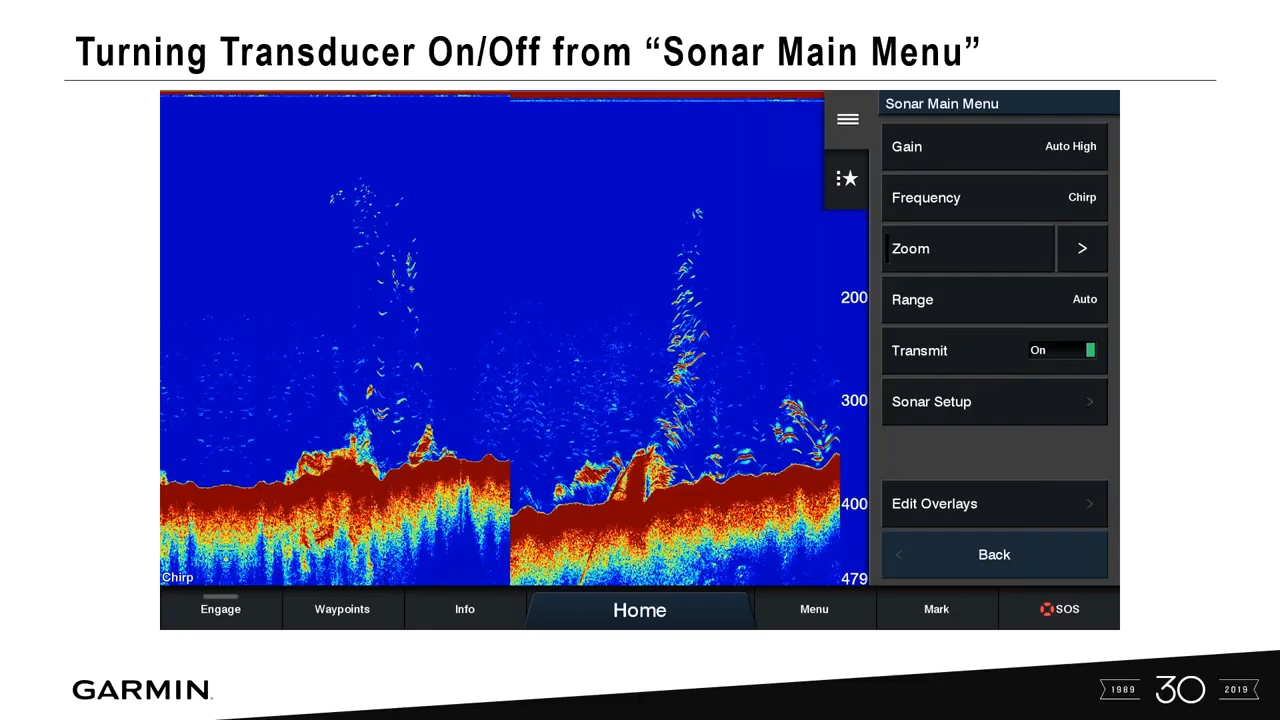 Turning Transducer On/Off from “Sonar Main Menu”
Sonar Main Menu
Gain Auto High
Frequency Chirp
Zoom >
Range Auto
Transmit On
Sonar Setup
Edit Overlays
Back
200
300
400
479
Chirp
Engage Waypoints Info Home Menu Mark SOS
GARMIN
1989 30 2019